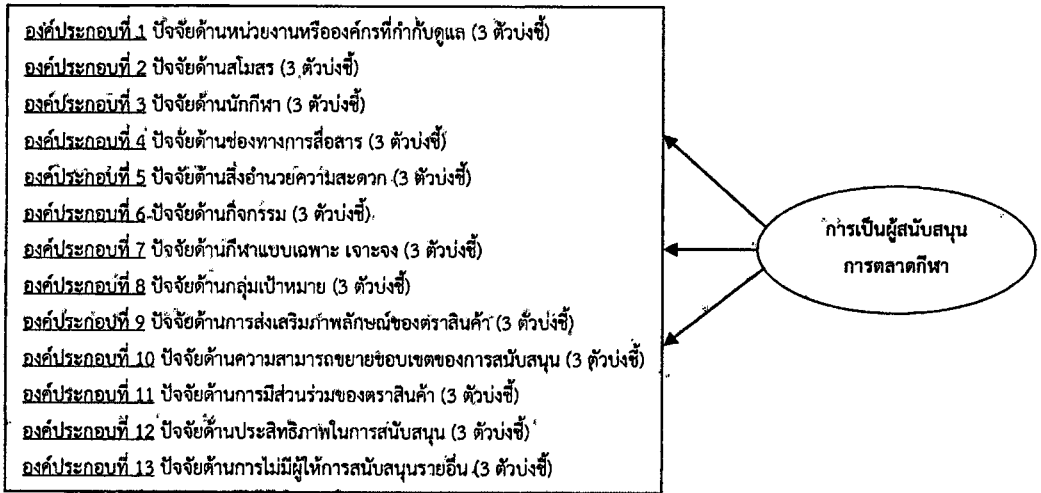 องค์ประกอบที่ 1 ปัจจัยด้านหน่วยงานหรือองค์กรที่กำกับดูแล (3 ตัวบ่งชี้)
องค์ประกอบที่ 2 ปัจจัยด้านสโมสร (3 ตัวบ่งชี้)
องค์ประกอบที่ 3 ปัจจัยด้านนักกีฬา (3 ตัวบ่งชี้)
องค์ประกอบที่ 4 ปัจจัยด้านช่องทางการสื่อสาร (3 ตัวบ่งชี้)
องค์ประกอบที่ 5 ปัจจัยด้านสิ่งอำนวยความสะดวก (3 ตัวบ่งชี้)
องค์ประกอบที่ 6 ปัจจัยด้านกิจกรรม (3 ตัวบ่งชี้)
องค์ประกอบที่ 7 ปัจจัยด้านกีฬาแบบเฉพาะ เจาะจง (3 ตัวบ่งชี้)
องค์ประกอบที่ 8 ปัจจัยด้านกลุ่มเป้าหมาย (3 ตัวบ่งชี้)
องค์ประกอบที่ 9 ปัจจัยด้านการส่งเสริมภาพลักษณ์ของตราสินค้า (3 ตัวบ่งชี้)
องค์ประกอบที่ 10 ปัจจัยด้านความสามารถขยายขอบเขตของการสนับสนุน (3 ตัวบ่งชี้)
องค์ประกอบที่ 11 ปัจจัยด้านการมีส่วนร่วมของตราสินค้า (3 ตัวบ่งชี้)
องค์ประกอบที่ 12 ปัจจัยด้านประสิทธิภาพในการสนับสนุน (3 ตัวบ่งชี้)
องค์ประกอบที่ 13 ปัจจัยด้านการไม่มีผู้ให้การสนับสนุนรายอื่น (3 ตัวบ่งชี้)
การเป็นผู้สนับสนุน
การตลาดกีฬา